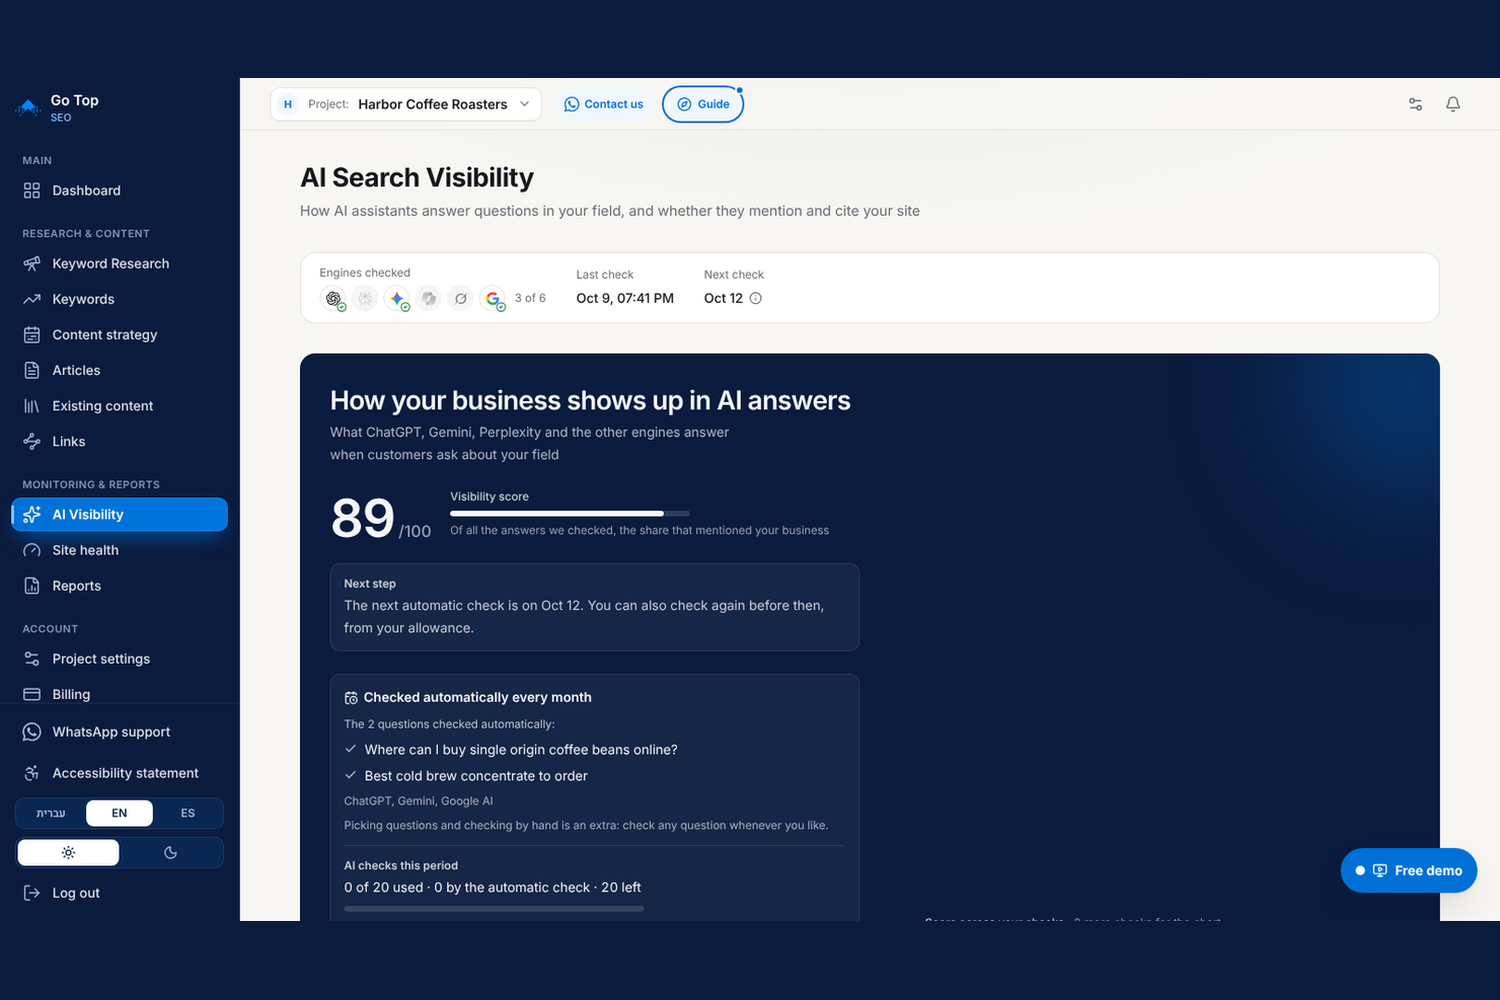 Go Top
SEO
MAIN
Dashboard
RESEARCH & CONTENT
Keyword Research
Keywords
Content strategy
Articles
Existing content
Links
MONITORING & REPORTS
AI Visibility
Site health
Reports
ACCOUNT
Project settings
Billing
WhatsApp support
Accessibility statement
עברית EN ES
Log out
H Project: Harbor Coffee Roasters
Contact us
Guide
AI Search Visibility
How AI assistants answer questions in your field, and whether they mention and cite your site
Engines checked
3 of 6
Last check
Oct 9, 07:41 PM
Next check
Oct 12
How your business shows up in AI answers
What ChatGPT, Gemini, Perplexity and the other engines answer
when customers ask about your field
89 /100
Visibility score
Of all the answers we checked, the share that mentioned your business
Next step
The next automatic check is on Oct 12. You can also check again before then,
from your allowance.
Checked automatically every month
The 2 questions checked automatically:
Where can I buy single origin coffee beans online?
Best cold brew concentrate to order
ChatGPT, Gemini, Google AI
Picking questions and checking by hand is an extra: check any question whenever you like.
AI checks this period
0 of 20 used · 0 by the automatic check · 20 left
Free demo